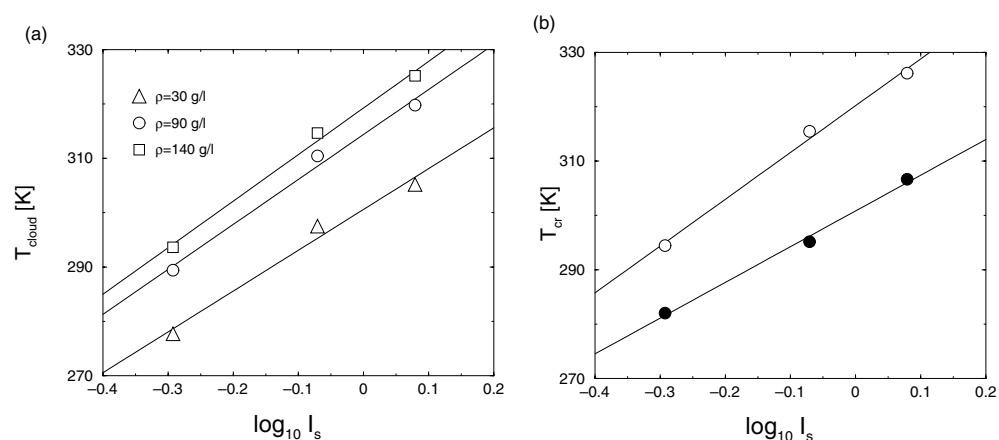 (a)
330
310
290
270
T_cloud [K]
ρ=30 g/l
ρ=90 g/l
ρ=140 g/l
−0.4 −0.3 −0.2 −0.1 0 0.1 0.2
log₁₀ Iₛ
(b)
330
310
290
270
T_cr [K]
−0.4 −0.3 −0.2 −0.1 0 0.1 0.2
log₁₀ Iₛ